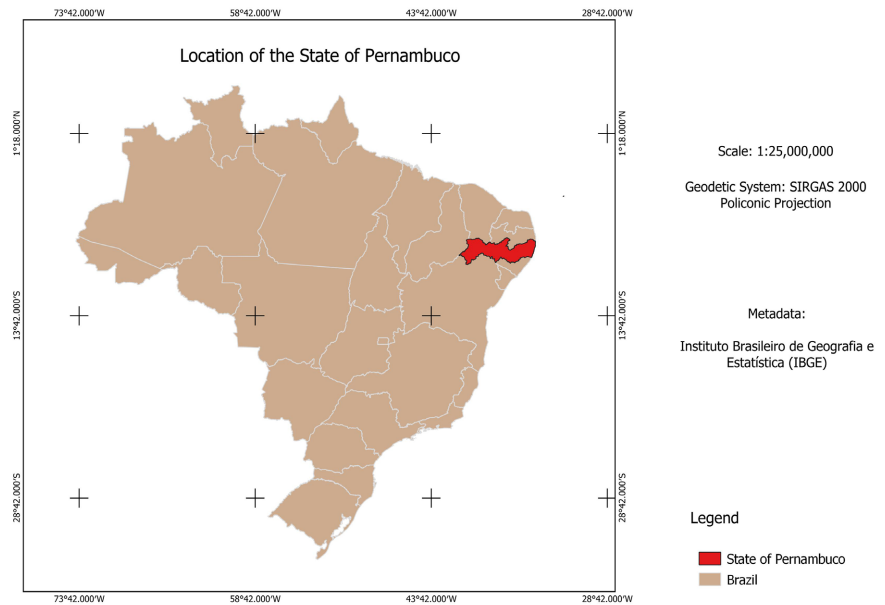 73°42.000'W 58°42.000'W 43°42.000'W 28°42.000'W
Location of the State of Pernambuco
1°18.000'N
1°18.000'N
13°42.000'S
13°42.000'S
28°42.000'S
28°42.000'S
73°42.000'W 58°42.000'W 43°42.000'W 28°42.000'W
Scale: 1:25,000,000
Geodetic System: SIRGAS 2000
Policonic Projection
Metadata:
Instituto Brasileiro de Geografia e
Estatística (IBGE)
Legend
State of Pernambuco
Brazil